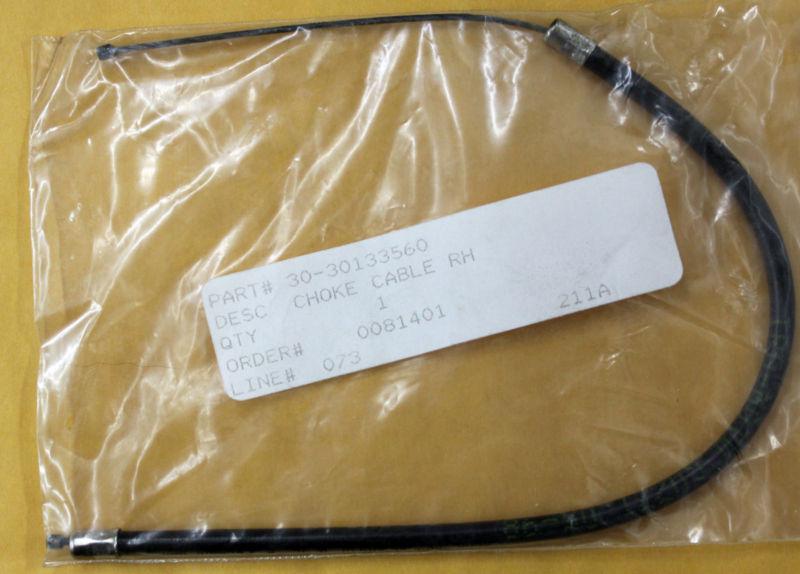 PART# 30-30133560
DESC CHOKE CABLE RH
QTY 1
ORDER# 0081401 211A
LINE# 073